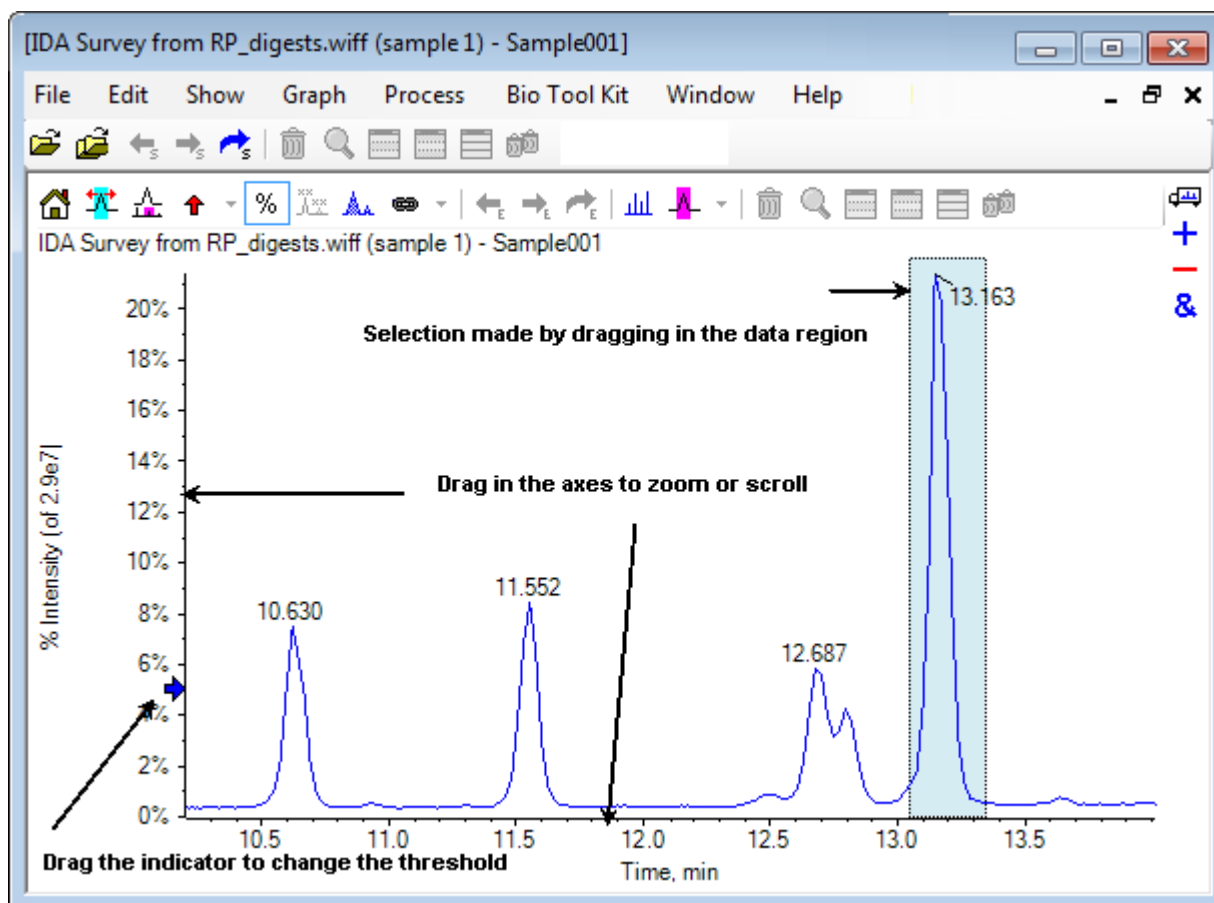 [IDA Survey from RP_digests.wiff (sample 1) - Sample001]
File Edit Show Graph Process Bio Tool Kit Window Help
%
IDA Survey from RP_digests.wiff (sample 1) - Sample001
13.163
Selection made by dragging in the data region
Drag in the axes to zoom or scroll
11.552
10.630
12.687
% Intensity (of 2.9e7)
20%
18%
16%
14%
12%
10%
8%
6%
4%
2%
0%
10.5 11.0 11.5 12.0 12.5 13.0 13.5
Drag the indicator to change the threshold
Time, min